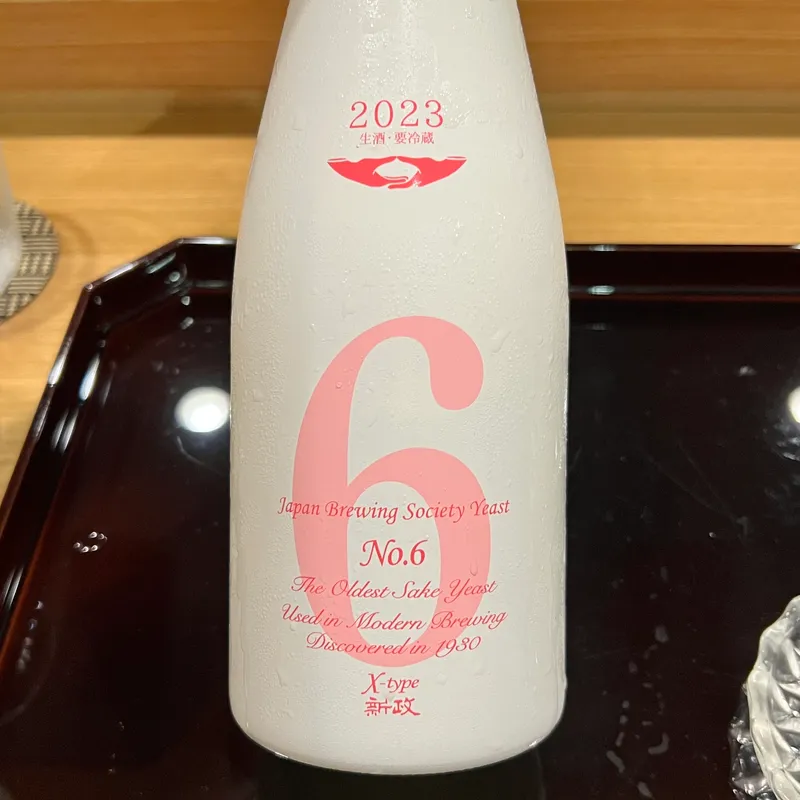 2023
生酒・要冷蔵
6
Japan Brewing Society Yeast
No.6
The Oldest Sake Yeast
Used in Modern Brewing
Discovered in 1930
X-type
新政